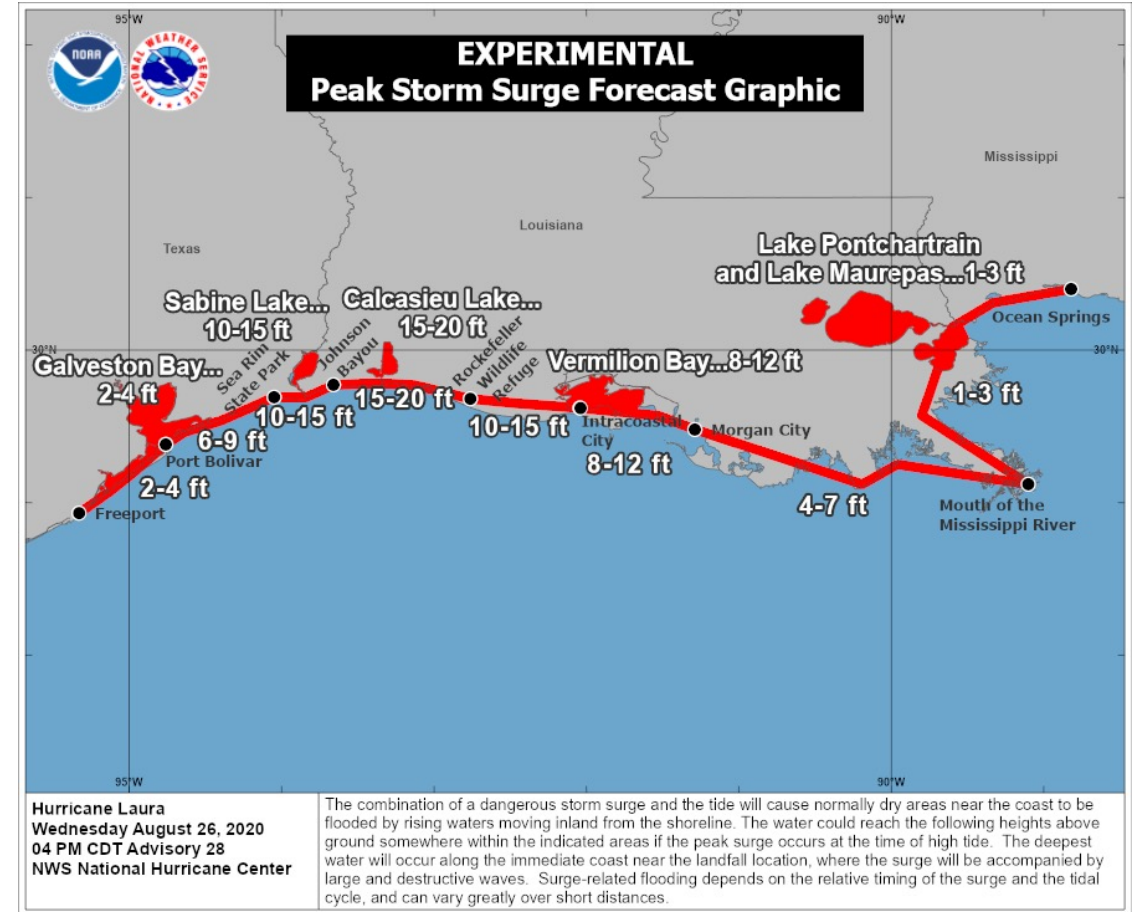 95°W
90°W
NOAA
NATIONAL WEATHER SERVICE
EXPERIMENTAL
Peak Storm Surge Forecast Graphic
Mississippi
Louisiana
Texas
Lake Pontchartrain
and Lake Maurepas...1-3 ft
Sabine Lake...
10-15 ft
Calcasieu Lake...
15-20 ft
Ocean Springs
30°N
30°N
Galveston Bay...
2-4 ft
Sea Rim
State Park
Johnson
Bayou
Rockefeller
Wildlife
Refuge
Vermilion Bay...8-12 ft
1-3 ft
15-20 ft
10-15 ft
6-9 ft
10-15 ft
Intracoastal
City
Morgan City
Port Bolivar
8-12 ft
2-4 ft
4-7 ft
Freeport
Mouth of the
Mississippi River
95°W
90°W
Hurricane Laura
Wednesday August 26, 2020
04 PM CDT Advisory 28
NWS National Hurricane Center
The combination of a dangerous storm surge and the tide will cause normally dry areas near the coast to be
flooded by rising waters moving inland from the shoreline. The water could reach the following heights above
ground somewhere within the indicated areas if the peak surge occurs at the time of high tide.  The deepest
water will occur along the immediate coast near the landfall location, where the surge will be accompanied by
large and destructive waves.  Surge-related flooding depends on the relative timing of the surge and the tidal
cycle, and can vary greatly over short distances.